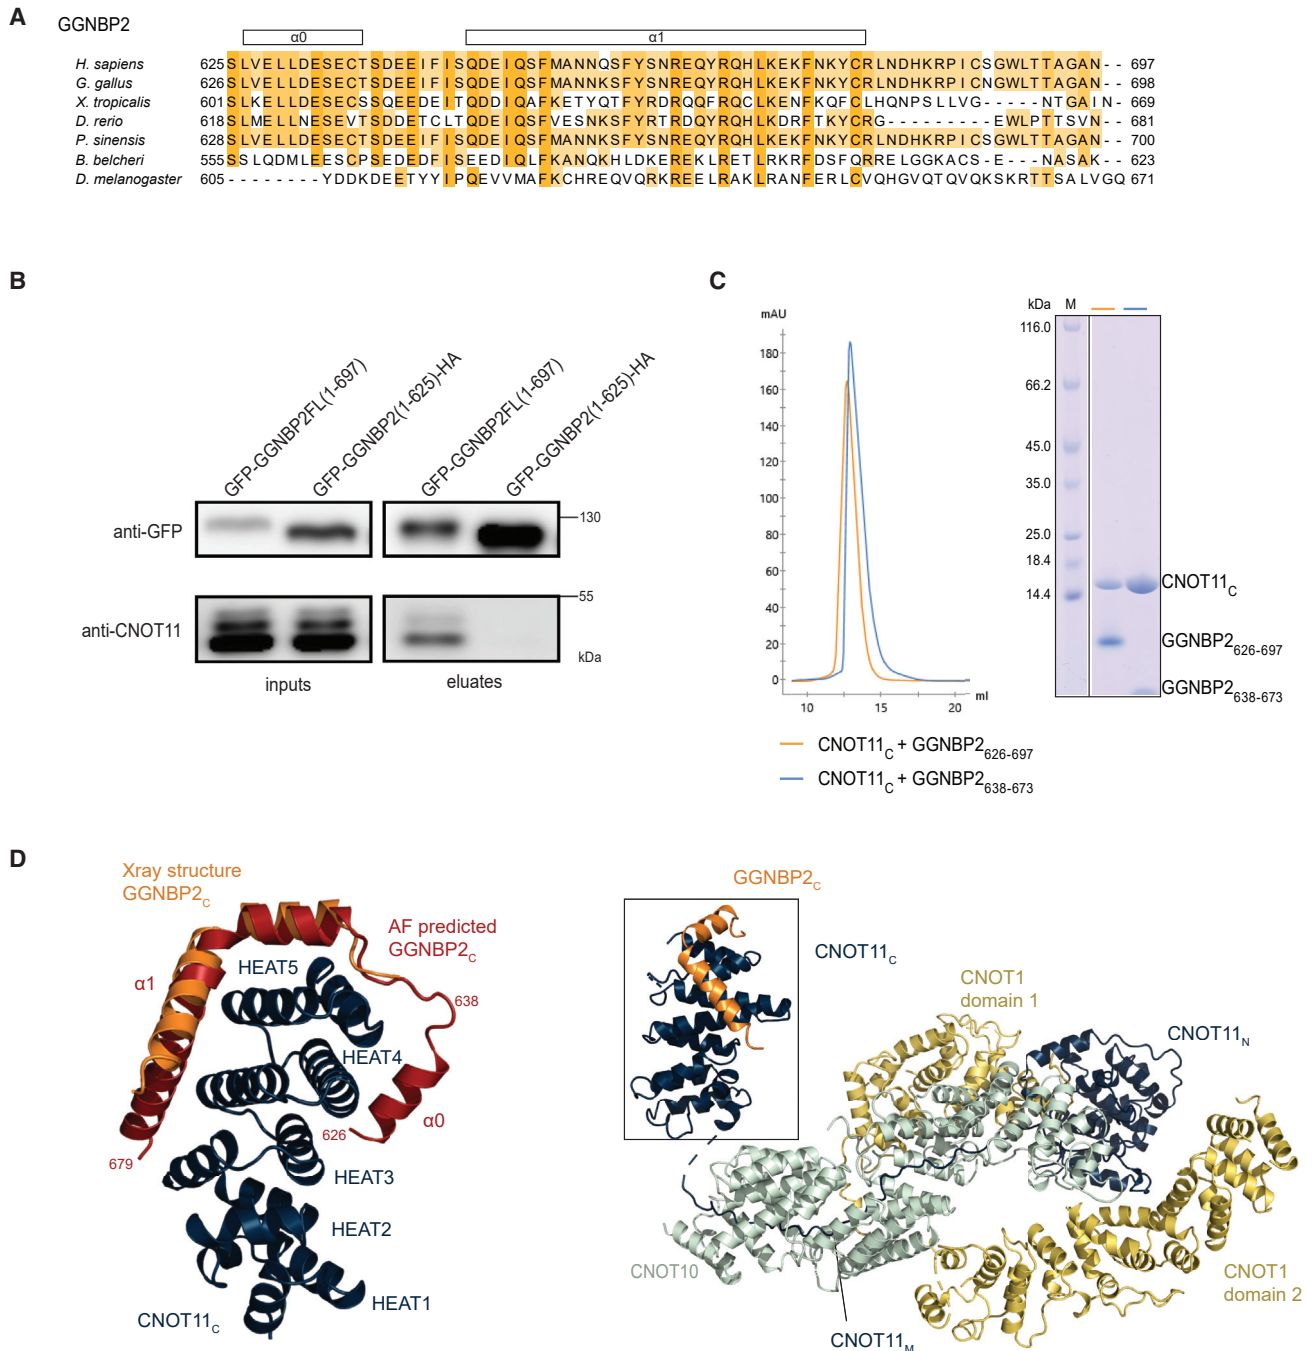 A
GGNBP2
α0
α1
H. sapiens 625 SLVELLDESECTSDEEIFISQDEIQSFMANNQSFYSNREQYRQHLKEKFNKYCRLNDHKRPICSGWLTTAGAN-- 697
G. gallus 626 SLVELLDESECTSDEEIFISQDEIQSFMANNKSFYSNREQYRQHLKEKFNKYCRLNDHKRPICNGWLTTAGAN-- 698
X. tropicalis 601 SLKELLDESECSSQEEDEITQDDIQAFKETYQTFYRDRQQFRQCLKENFKQFCLHQNPSLLVG-----NTGAIN- 669
D. rerio 618 SLMELLNESEVTSDDETCLTQDEIQSFVESNKSFYRTRDQYRQHLKDRFTKYCRG-------EWLPTTSVN- 681
P. sinensis 628 SLVELLDESECTSDEEIFISQDEIQSFMANNKSFYSNREQYRQHLKEKFNKYCRLNDHKRPICSGWLTTAGAN-- 700
B. belcheri 555 SSLQDMLEESCPSEDEDFISEEDIQLFKANQKHLDKEREKLRETLRKRFDSFQRRELGGKACS-E---NASAK-- 623
D. melanogaster 605 --------YDDKDEETYYIPQEVVMAFKCHREQVQRKREELRAKLRANFERLCVQHGVQTQVQKSKRTTSALVGQ 671
B
GFP-GGNBP2FL(1-697)
GFP-GGNBP2(1-625)-HA
GFP-GGNBP2FL(1-697)
GFP-GGNBP2(1-625)-HA
anti-GFP
130
anti-CNOT11
55
kDa
inputs
eluates
C
mAU
180
160
140
120
100
80
60
40
20
0
10
15
20
ml
CNOT11C + GGNBP2626-697
CNOT11C + GGNBP2638-673
kDa
M
116.0
66.2
45.0
35.0
25.0
18.4
14.4
CNOT11C
GGNBP2626-697
GGNBP2638-673
D
Xray structure
GGNBP2C
AF predicted
GGNBP2C
α1
HEAT5
638
HEAT4
α0
626
679
HEAT3
HEAT2
HEAT1
CNOT11C
GGNBP2C
CNOT11C
CNOT1
domain 1
CNOT11N
CNOT10
CNOT1
domain 2
CNOT11M